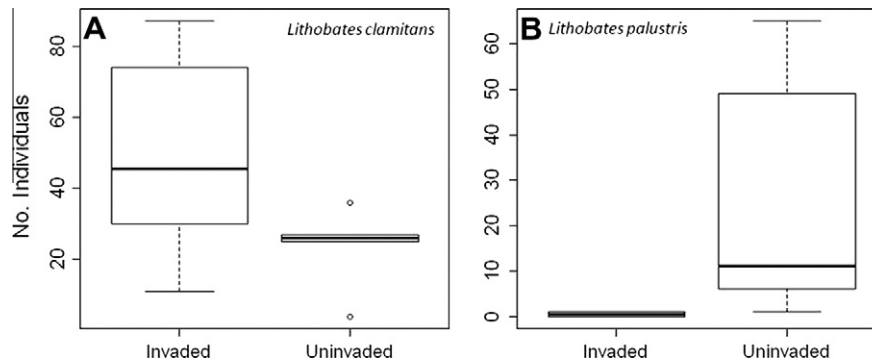 A
Lithobates clamitans
No. Individuals
80
60
40
20
Invaded
Uninvaded
B
Lithobates palustris
60
50
40
30
20
10
0
Invaded
Uninvaded